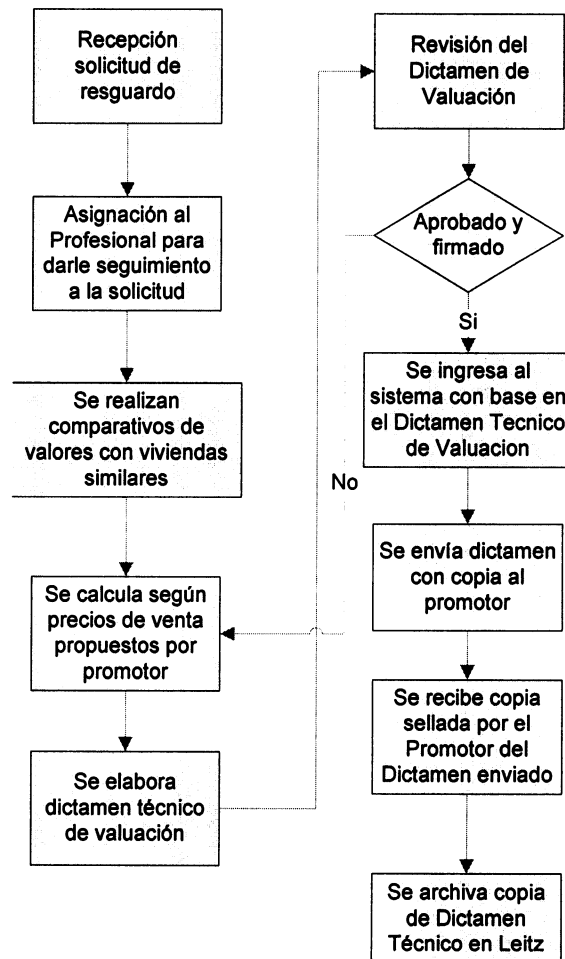 Recepción
solicitud de
resguardo
Asignación al
Profesional para
darle seguimiento
a la solicitud
Se realizan
comparativos de
valores con viviendas
similares
Se calcula según
precios de venta
propuestos por
promotor
Se elabora
dictamen técnico
de valuación
Revisión del
Dictamen de
Valuación
Aprobado y
firmado
Si
No
Se ingresa al
sistema con base en
el Dictamen Tecnico
de Valuacion
Se envía dictamen
con copia al
promotor
Se recibe copia
sellada por el
Promotor del
Dictamen enviado
Se archiva copia
de Dictamen
Técnico en Leitz